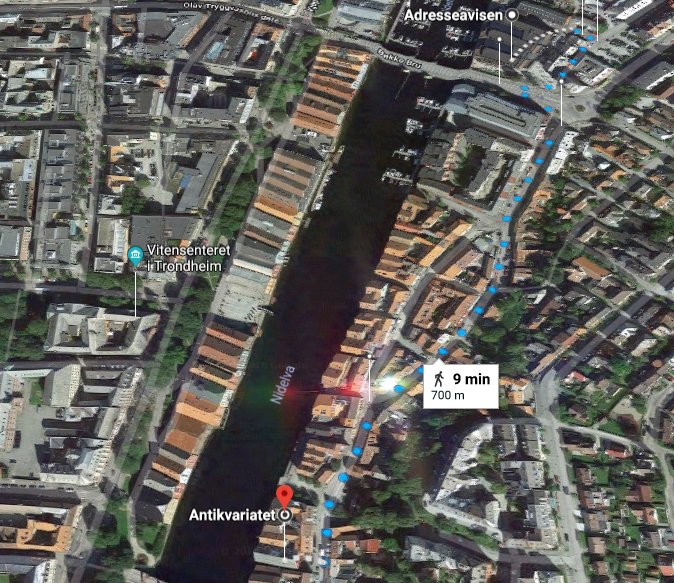 Olav Tryggvasons gate
Adresseavisen
Bakke Bru
Vitensenteret
i Trondheim
9 min
700 m
Nidelva
Antikvariatet